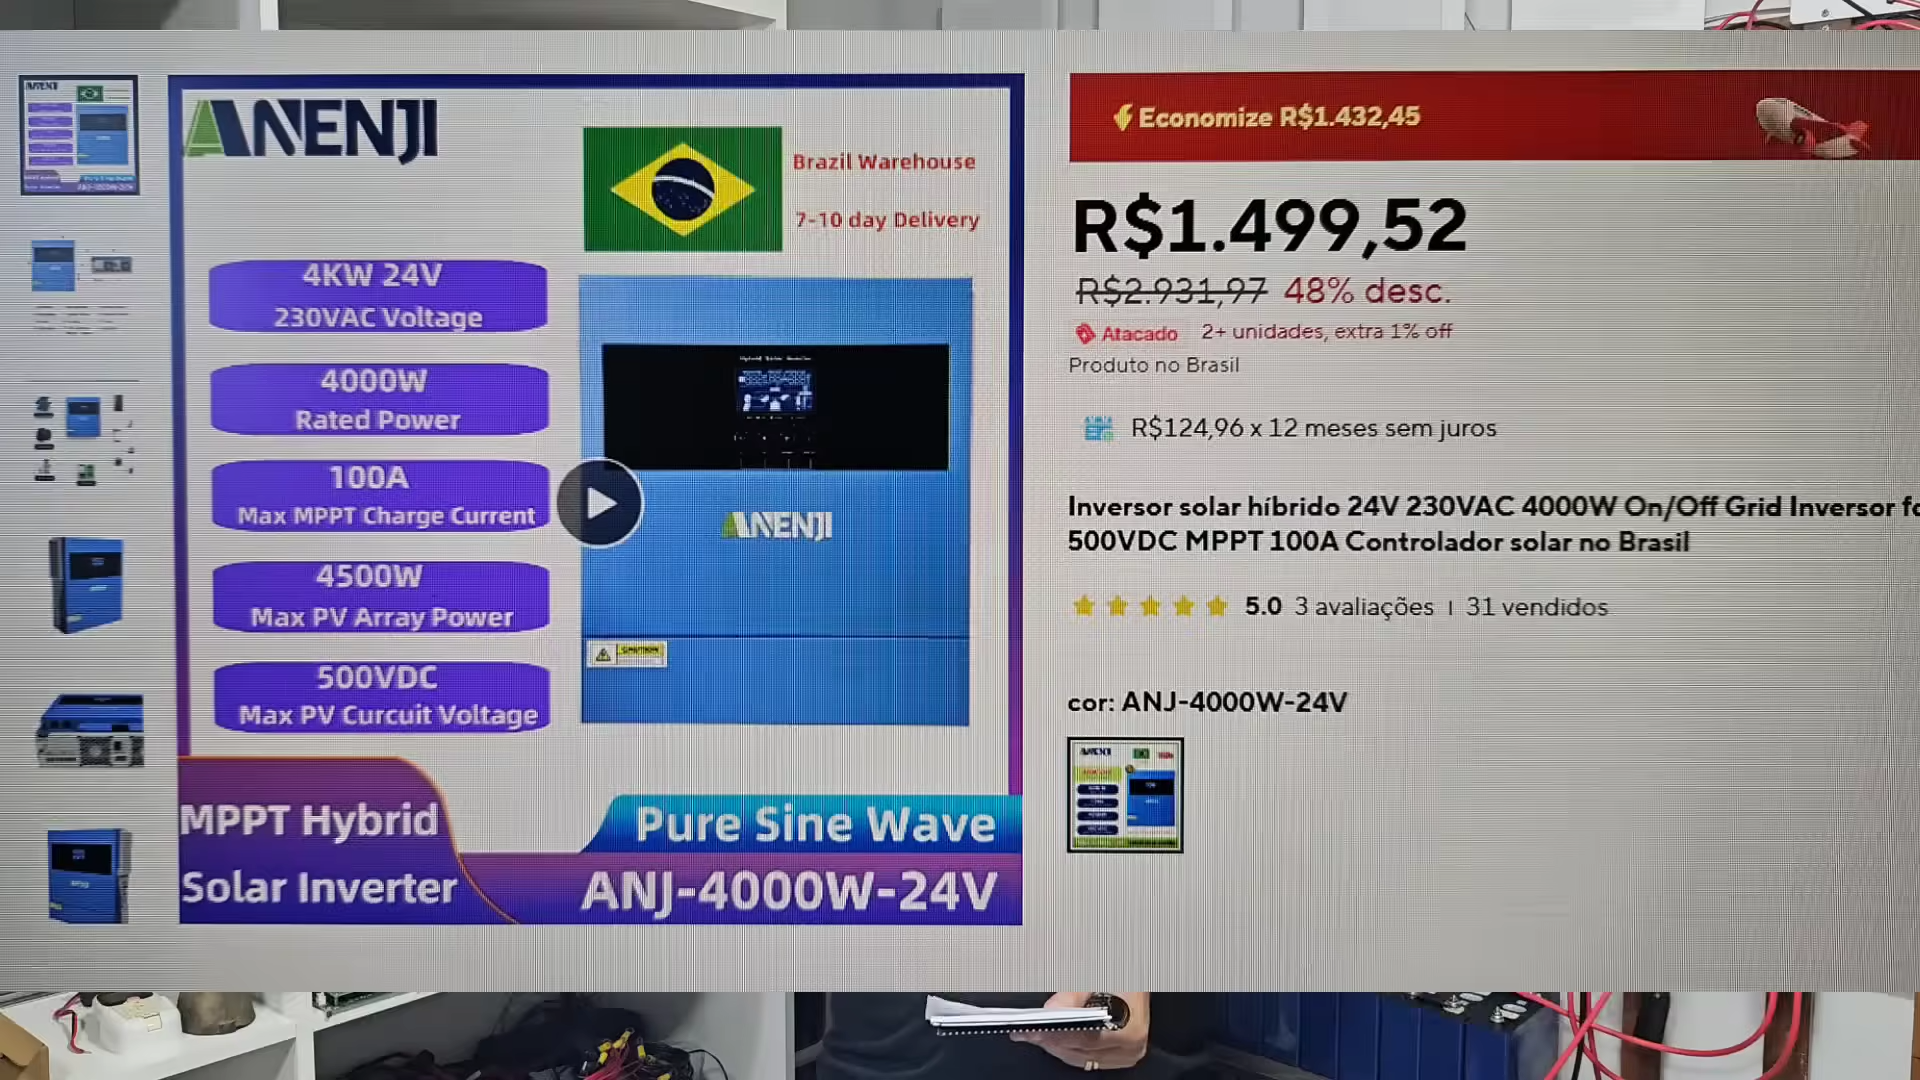 ANENJI
Brazil Warehouse
7-10 day Delivery
4KW 24V
230VAC Voltage
4000W
Rated Power
100A
Max MPPT Charge Current
4500W
Max PV Array Power
500VDC
Max PV Curcuit Voltage
ANENJI
CAUTION
MPPT Hybrid
Solar Inverter
Pure Sine Wave
ANJ-4000W-24V
Economize R$1.432,45
R$1.499,52
R$2.931,97 48% desc.
Atacado 2+ unidades, extra 1% off
Produto no Brasil
R$124,96 x 12 meses sem juros
Inversor solar híbrido 24V 230VAC 4000W On/Off Grid Inversor
500VDC MPPT 100A Controlador solar no Brasil
5.0 3 avaliações | 31 vendidos
cor: ANJ-4000W-24V